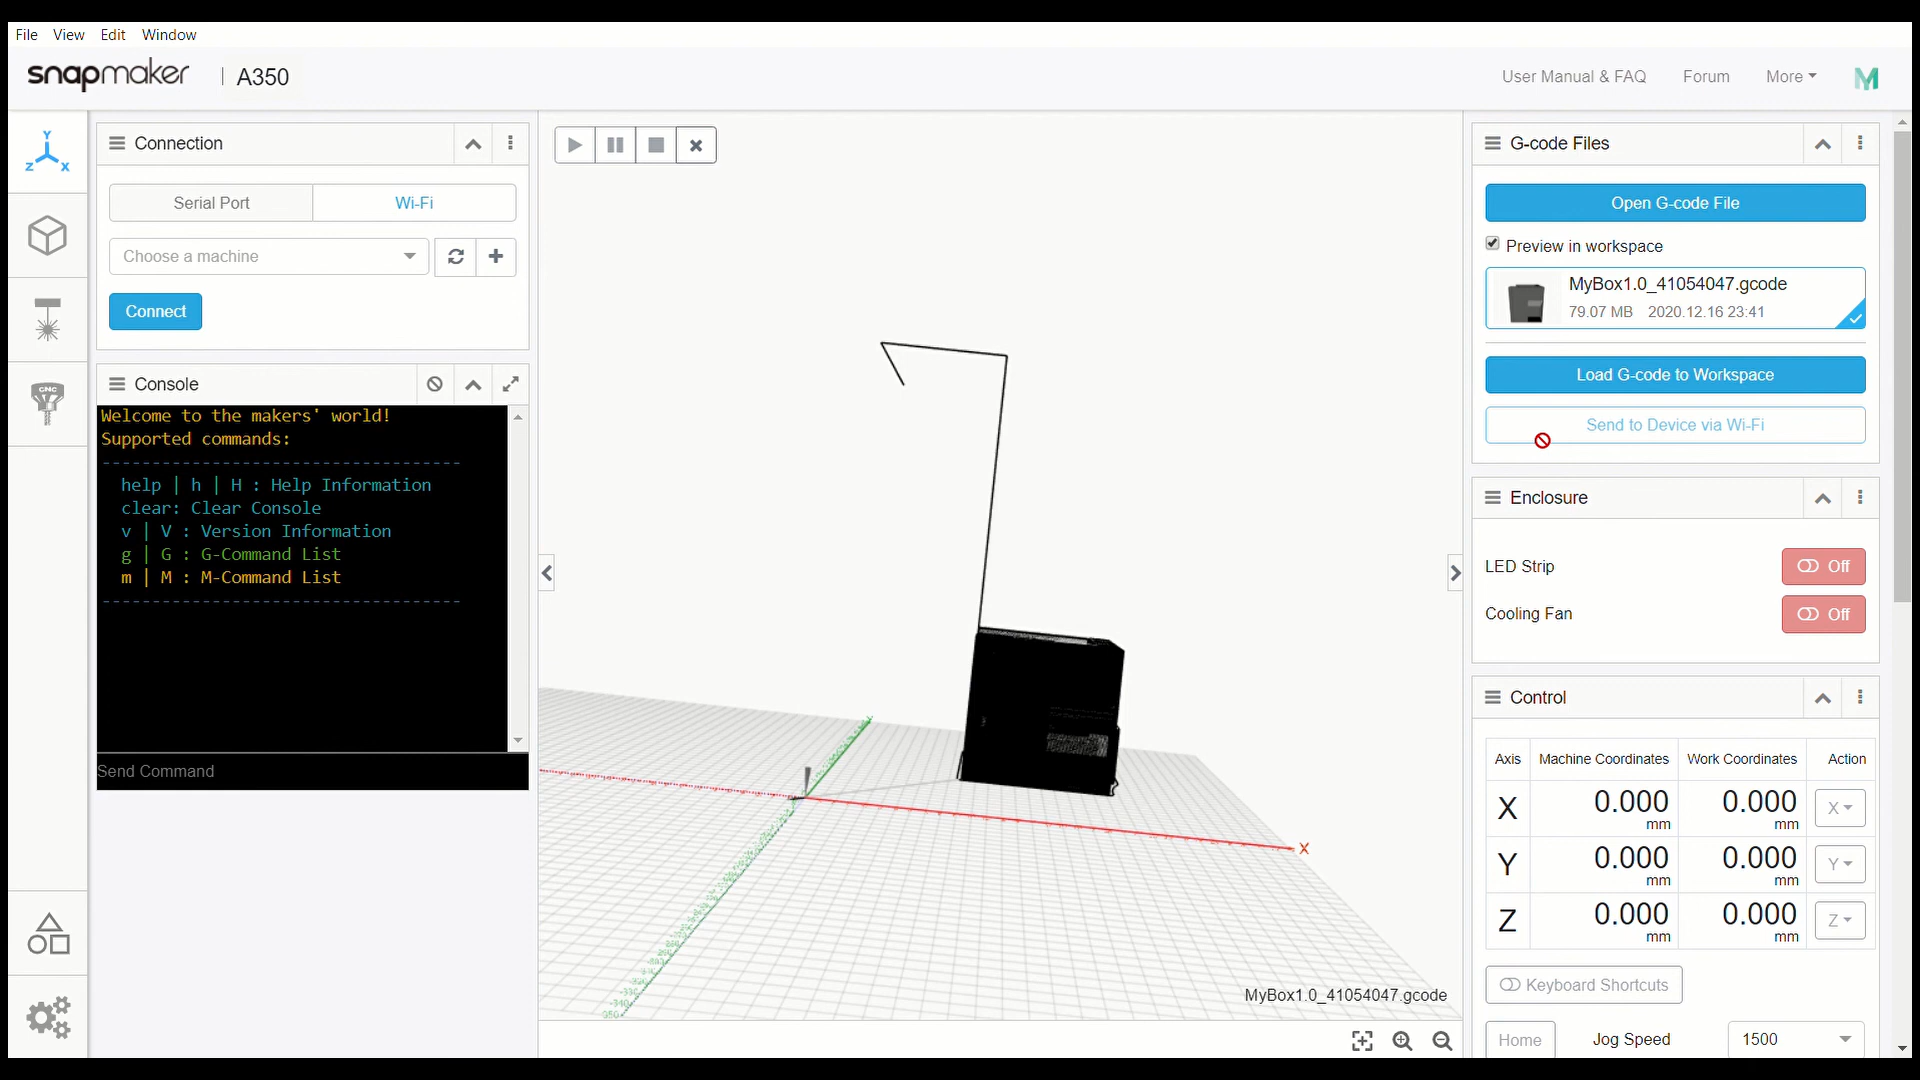 File View Edit Window
snapmaker | A350
User Manual & FAQ Forum More
Connection
Serial Port Wi-Fi
Choose a machine
Connect
Console
Welcome to the makers' world!
Supported commands:
------------------------------------
help | h | H : Help Information
clear: Clear Console
v | V : Version Information
g | G : G-Command List
m | M : M-Command List
------------------------------------
Send Command
Y
Z X
CNC
X
MyBox1.0_41054047.gcode
G-code Files
Open G-code File
Preview in workspace
MyBox1.0_41054047.gcode
79.07 MB 2020.12.16 23:41
Load G-code to Workspace
Send to Device via Wi-Fi
Enclosure
LED Strip Off
Cooling Fan Off
Control
Axis Machine Coordinates Work Coordinates Action
X 0.000 mm 0.000 mm X
Y 0.000 mm 0.000 mm Y
Z 0.000 mm 0.000 mm Z
Keyboard Shortcuts
Home Jog Speed 1500